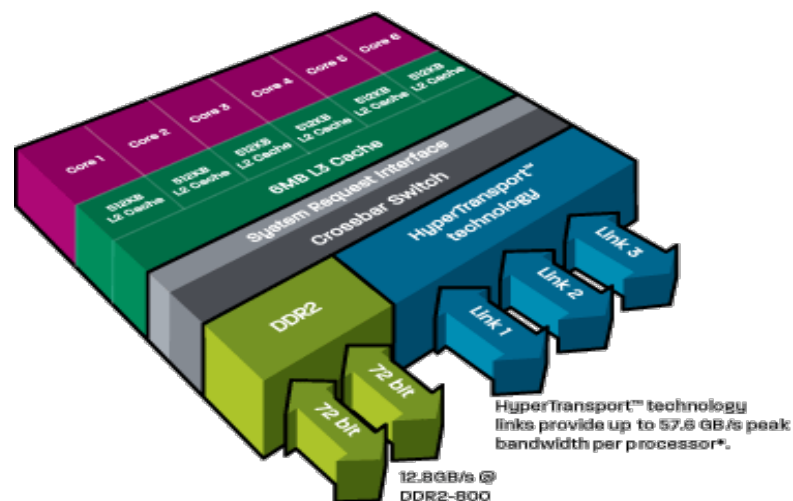 Core 1
Core 2
Core 3
Core 4
Core 5
Core 6
512KB
L2 Cache
512KB
L2 Cache
512KB
L2 Cache
512KB
L2 Cache
512KB
L2 Cache
512KB
L2 Cache
6MB L3 Cache
System Request Interface
Crossbar Switch
DDR2
HyperTransport™
technology
72 bit
72 bit
Link 1
Link 2
Link 3
HyperTransport™ technology
links provide up to 57.6 GB/s peak
bandwidth per processor*.
12.8GB/s @
DDR2-800